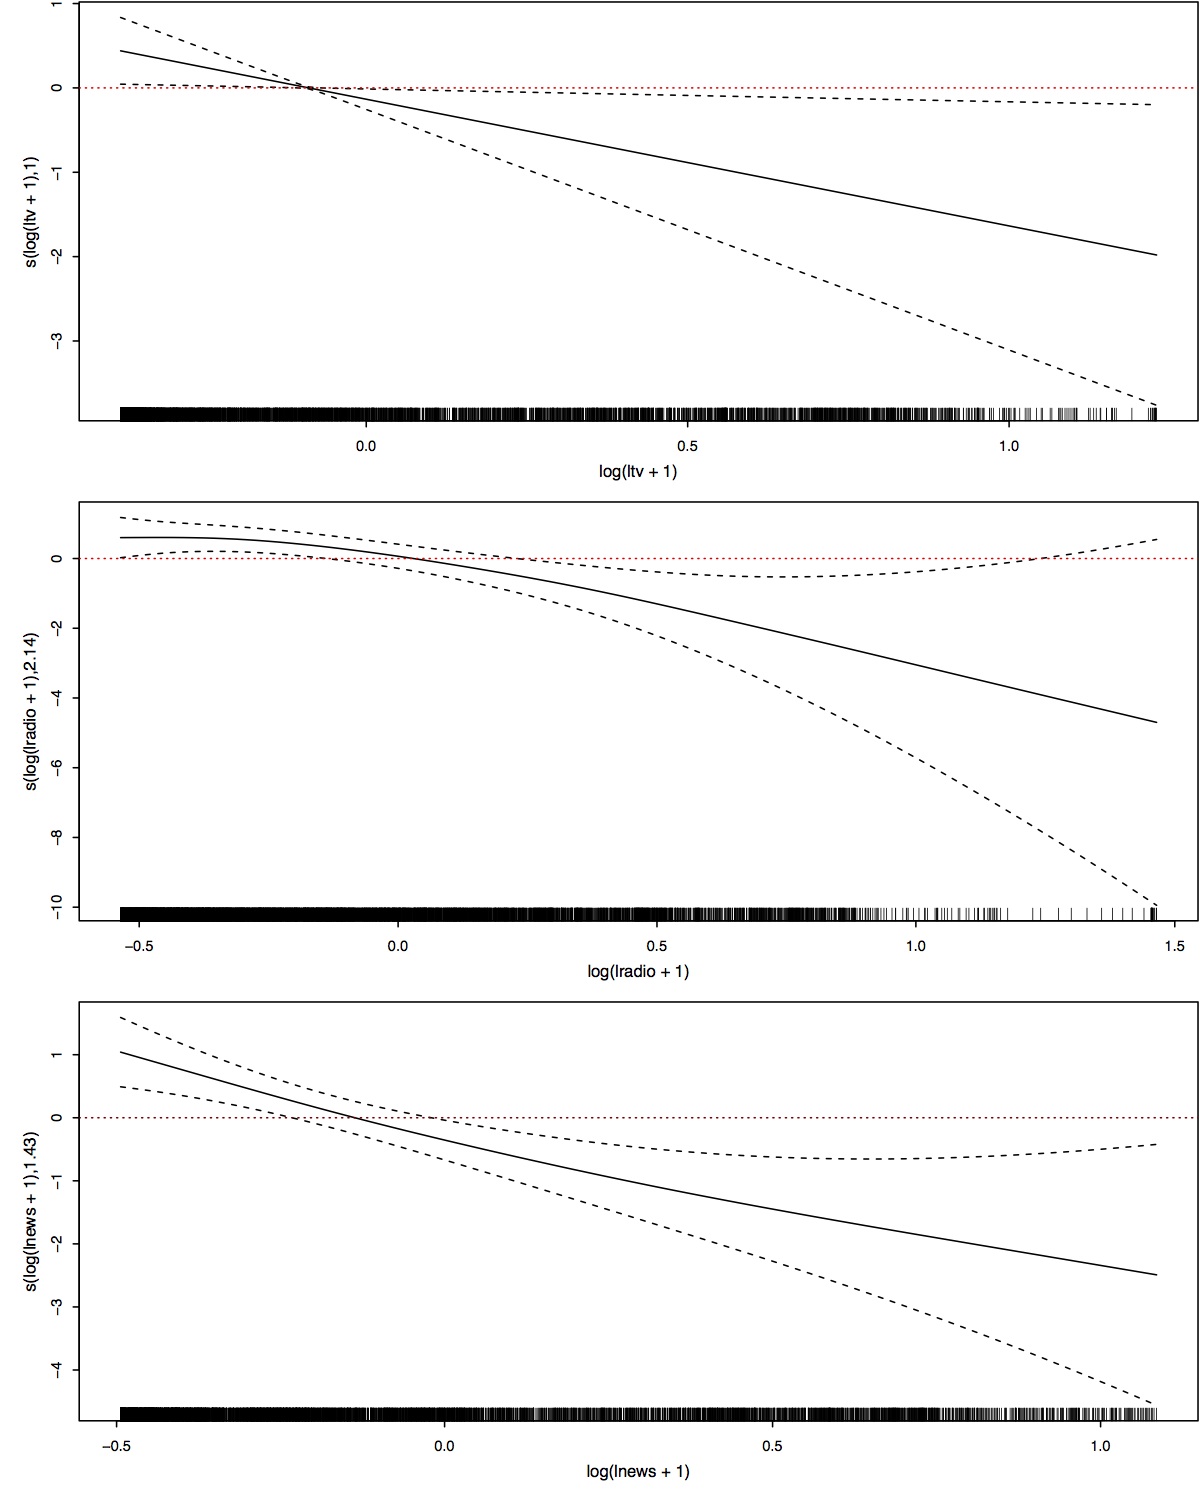 1
0
−1
−2
−3
s(log(ltv + 1),1)
0.0 0.5 1.0
log(ltv + 1)
0
−2
−4
−6
−8
−10
s(log(lradio + 1),2.14)
−0.5 0.0 0.5 1.0 1.5
log(lradio + 1)
1
0
−1
−2
−3
−4
s(log(lnews + 1),1.43)
−0.5 0.0 0.5 1.0
log(lnews + 1)